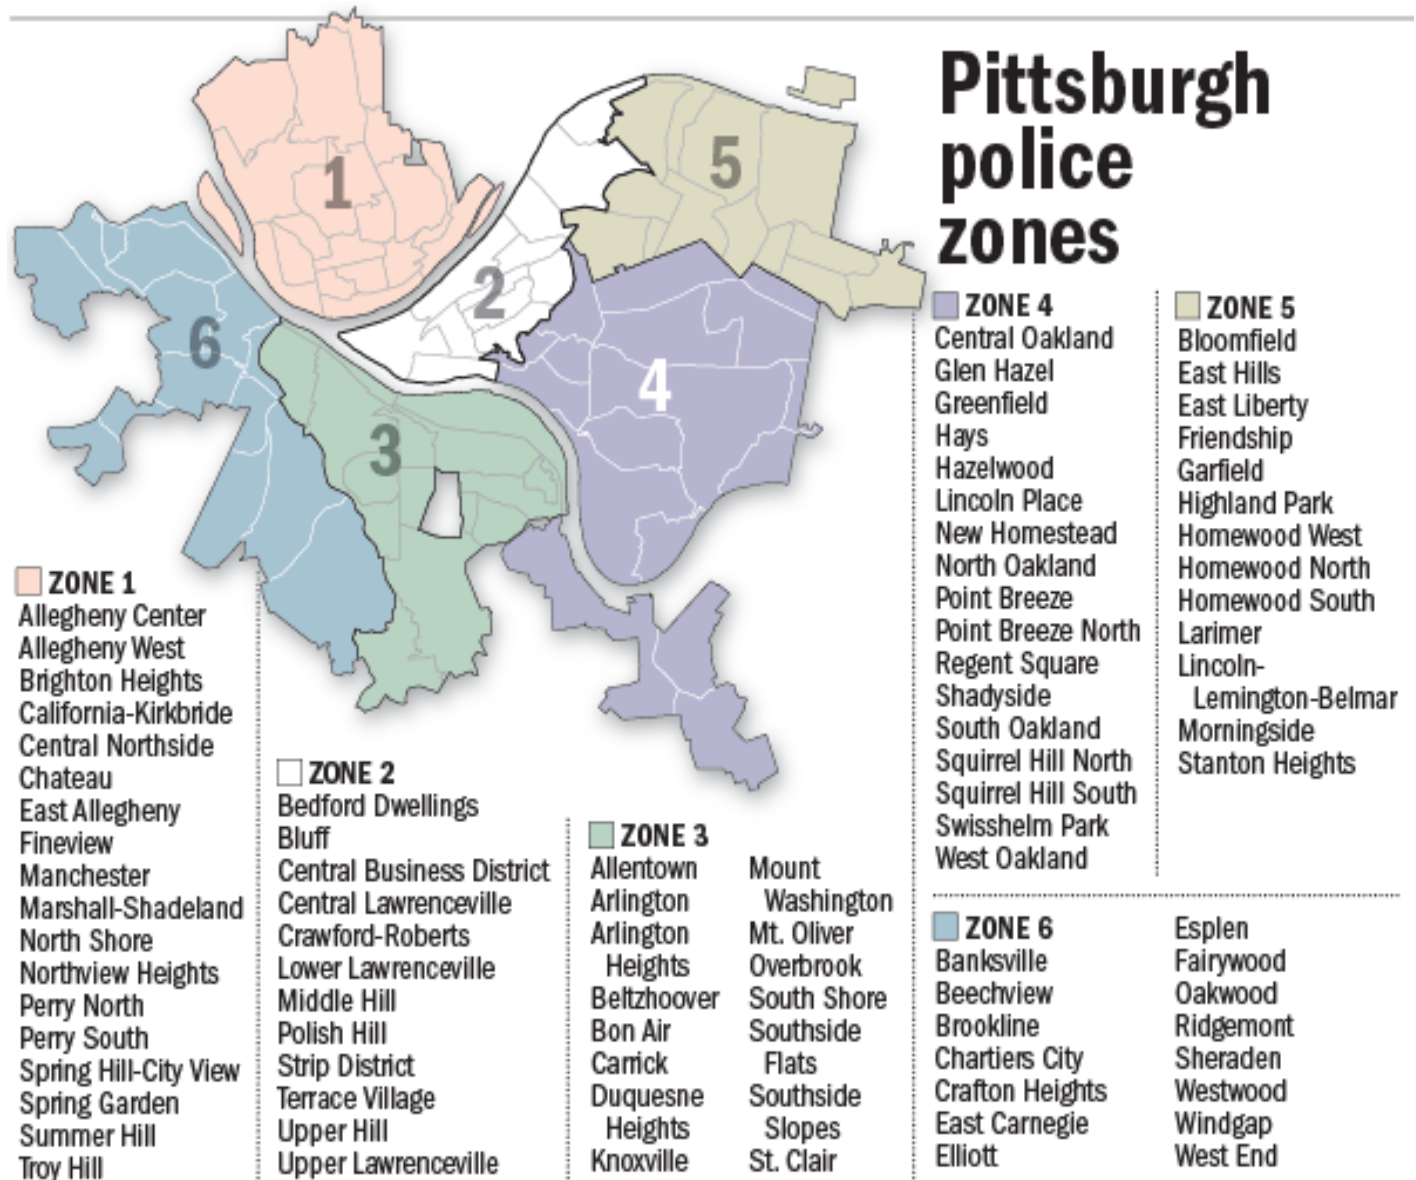 Pittsburgh
police
zones
1
2
3
4
5
6
ZONE 1
Allegheny Center
Allegheny West
Brighton Heights
California-Kirkbride
Central Northside
Chateau
East Allegheny
Fineview
Manchester
Marshall-Shadeland
North Shore
Northview Heights
Perry North
Perry South
Spring Hill-City View
Spring Garden
Summer Hill
Troy Hill
ZONE 2
Bedford Dwellings
Bluff
Central Business District
Central Lawrenceville
Crawford-Roberts
Lower Lawrenceville
Middle Hill
Polish Hill
Strip District
Terrace Village
Upper Hill
Upper Lawrenceville
ZONE 3
Allentown
Arlington
Arlington
Heights
Beltzhoover
Bon Air
Carrick
Duquesne
Heights
Knoxville
Mount
Washington
Mt. Oliver
Overbrook
South Shore
Southside
Flats
Southside
Slopes
St. Clair
ZONE 4
Central Oakland
Glen Hazel
Greenfield
Hays
Hazelwood
Lincoln Place
New Homestead
North Oakland
Point Breeze
Point Breeze North
Regent Square
Shadyside
South Oakland
Squirrel Hill North
Squirrel Hill South
Swisshelm Park
West Oakland
ZONE 5
Bloomfield
East Hills
East Liberty
Friendship
Garfield
Highland Park
Homewood West
Homewood North
Homewood South
Larimer
Lincoln-
Lemington-Belmar
Morningside
Stanton Heights
ZONE 6
Banksville
Beechview
Brookline
Chartiers City
Crafton Heights
East Carnegie
Elliott
Esplen
Fairywood
Oakwood
Ridgemont
Sheraden
Westwood
Windgap
West End